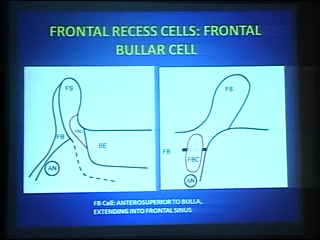 FRONTAL RECESS CELLS: FRONTAL
BULLAR CELL
FS
FBC
FB
BE
AN
FS
FB
FBC
AN
FB Cell: ANTEROSUPERIOR TO BULLA,
EXTENDING INTO FRONTAL SINUS